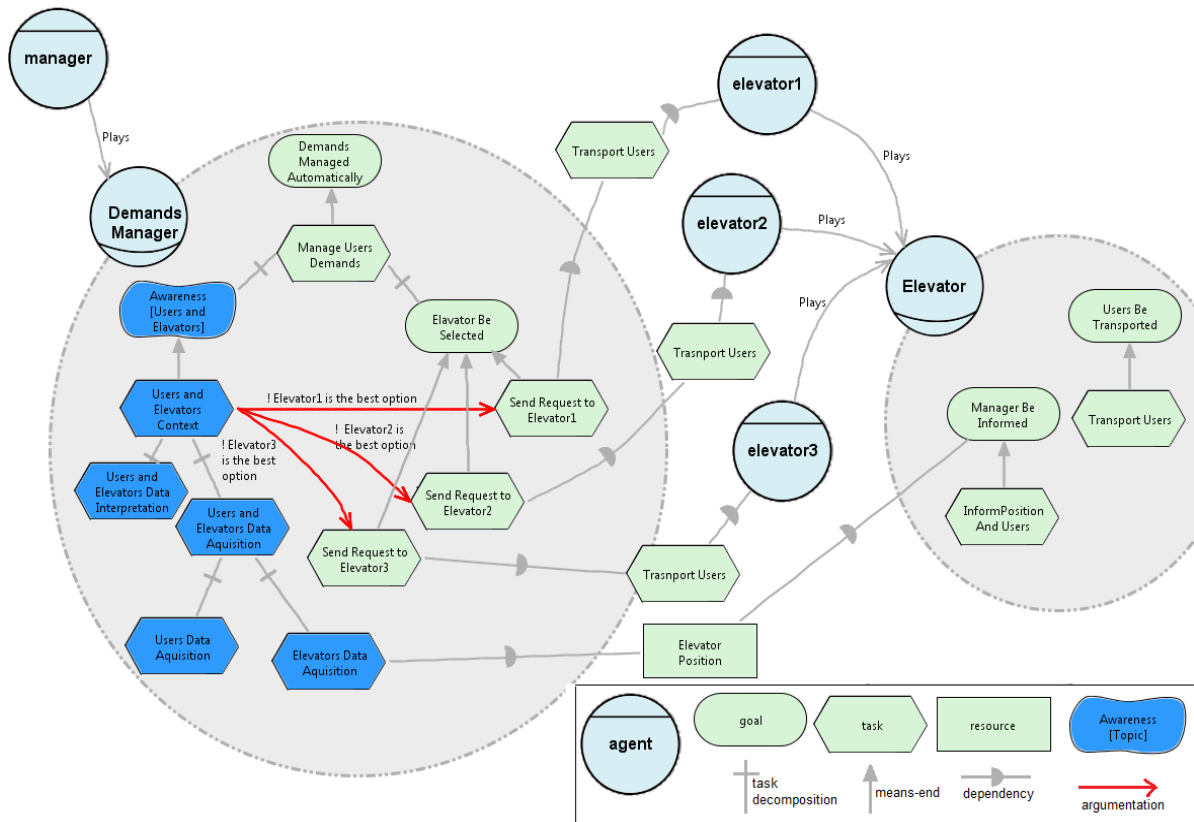 manager
Plays
Demands
Manager
Demands
Managed
Automatically
Manage Users
Demands
Awareness
[Users and
Elavators]
Elavator Be
Selected
Users and
Elevators
Context
! Elevator1 is the best option
! Elevator2 is
the best option
! Elevator3
is the best
option
Send Request to
Elevator1
Send Request to
Elevator2
Send Request to
Elevator3
Users and
Elevators Data
Interpretation
Users and
Elevators Data
Aquisition
Users Data
Aquisition
Elevators Data
Aquisition
Transport Users
Trasnport Users
Trasnport Users
Elevator
Position
elevator1
Plays
elevator2
Plays
elevator3
Plays
Elevator
Users Be
Transported
Transport Users
Manager Be
Informed
InformPosition
And Users
agent
goal
task
resource
Awareness
[Topic]
task
decomposition
means-end
dependency
argumentation